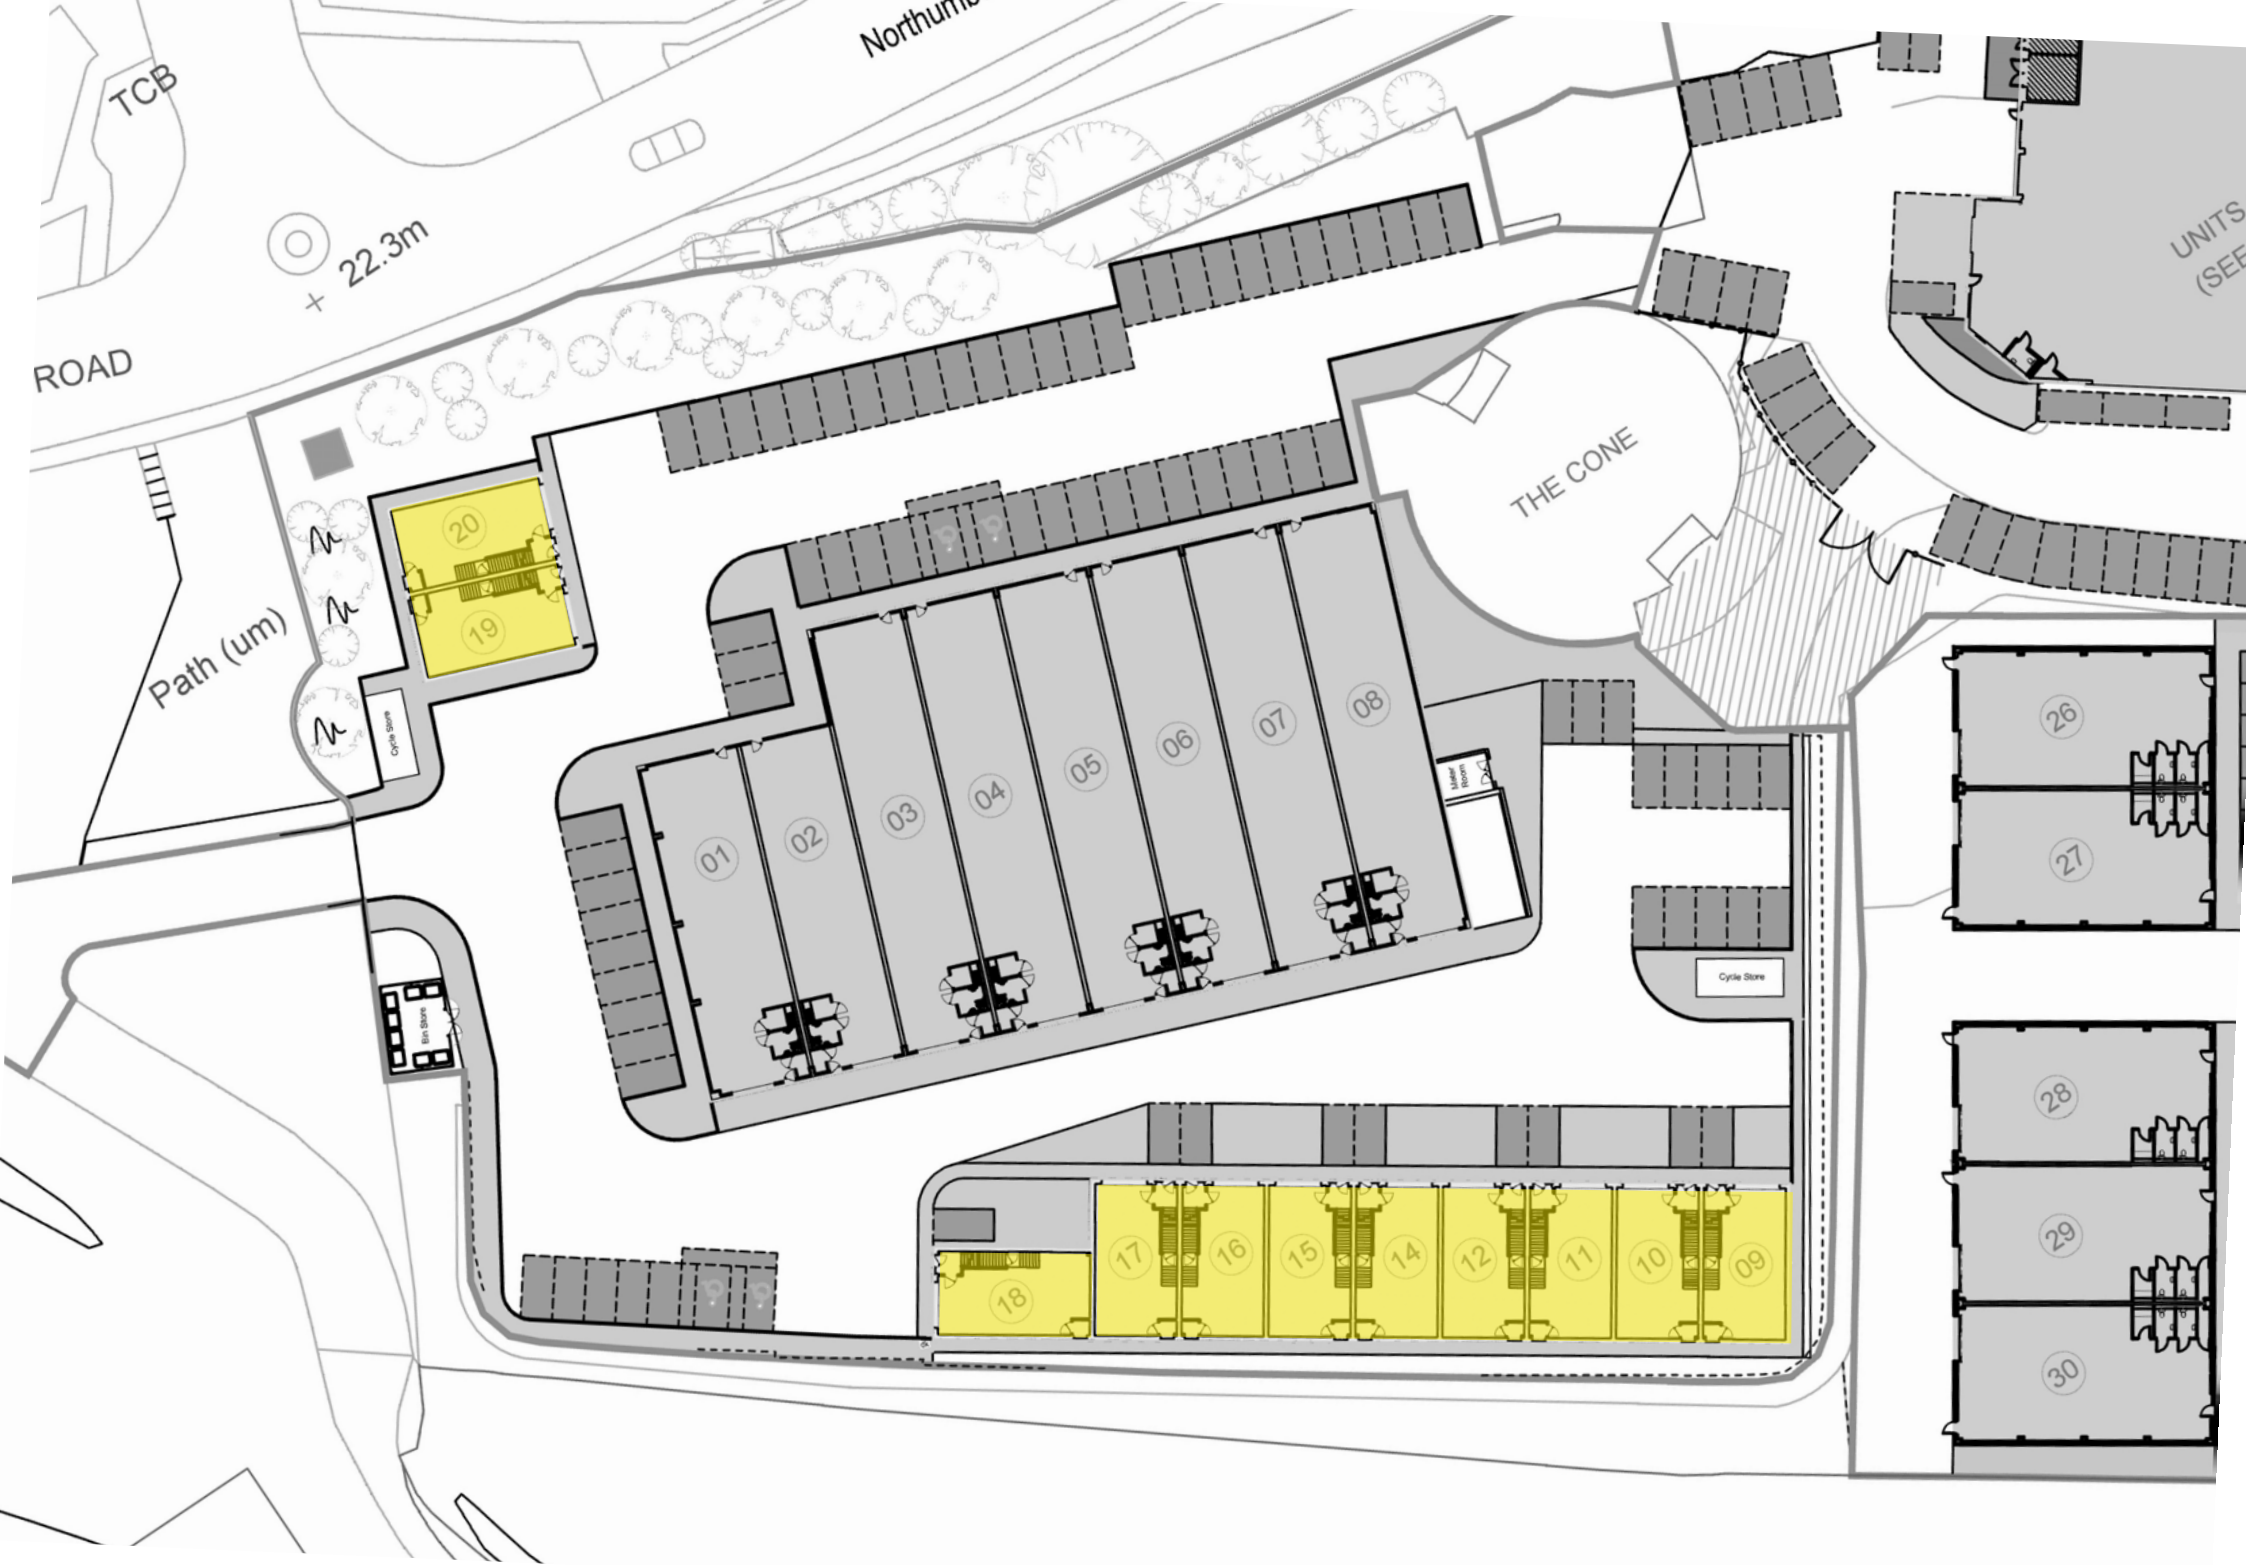 Northumb
TCB
22.3m
ROAD
UNITS
(SEE
THE CONE
Path (um)
20
19
Cycle Store
08
07
06
05
04
03
02
01
Meter
Room
26
27
Cycle Store
Bin Store
28
29
30
17
16
15
14
12
11
10
09
18